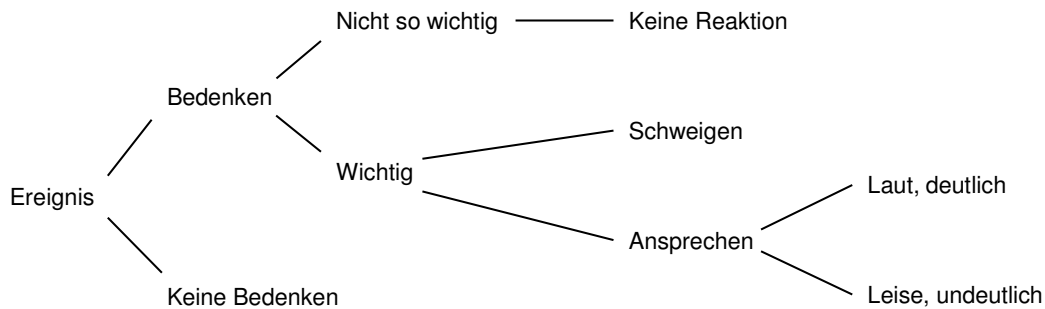 Nicht so wichtig
Keine Reaktion
Bedenken
Schweigen
Wichtig
Laut, deutlich
Ereignis
Ansprechen
Keine Bedenken
Leise, undeutlich